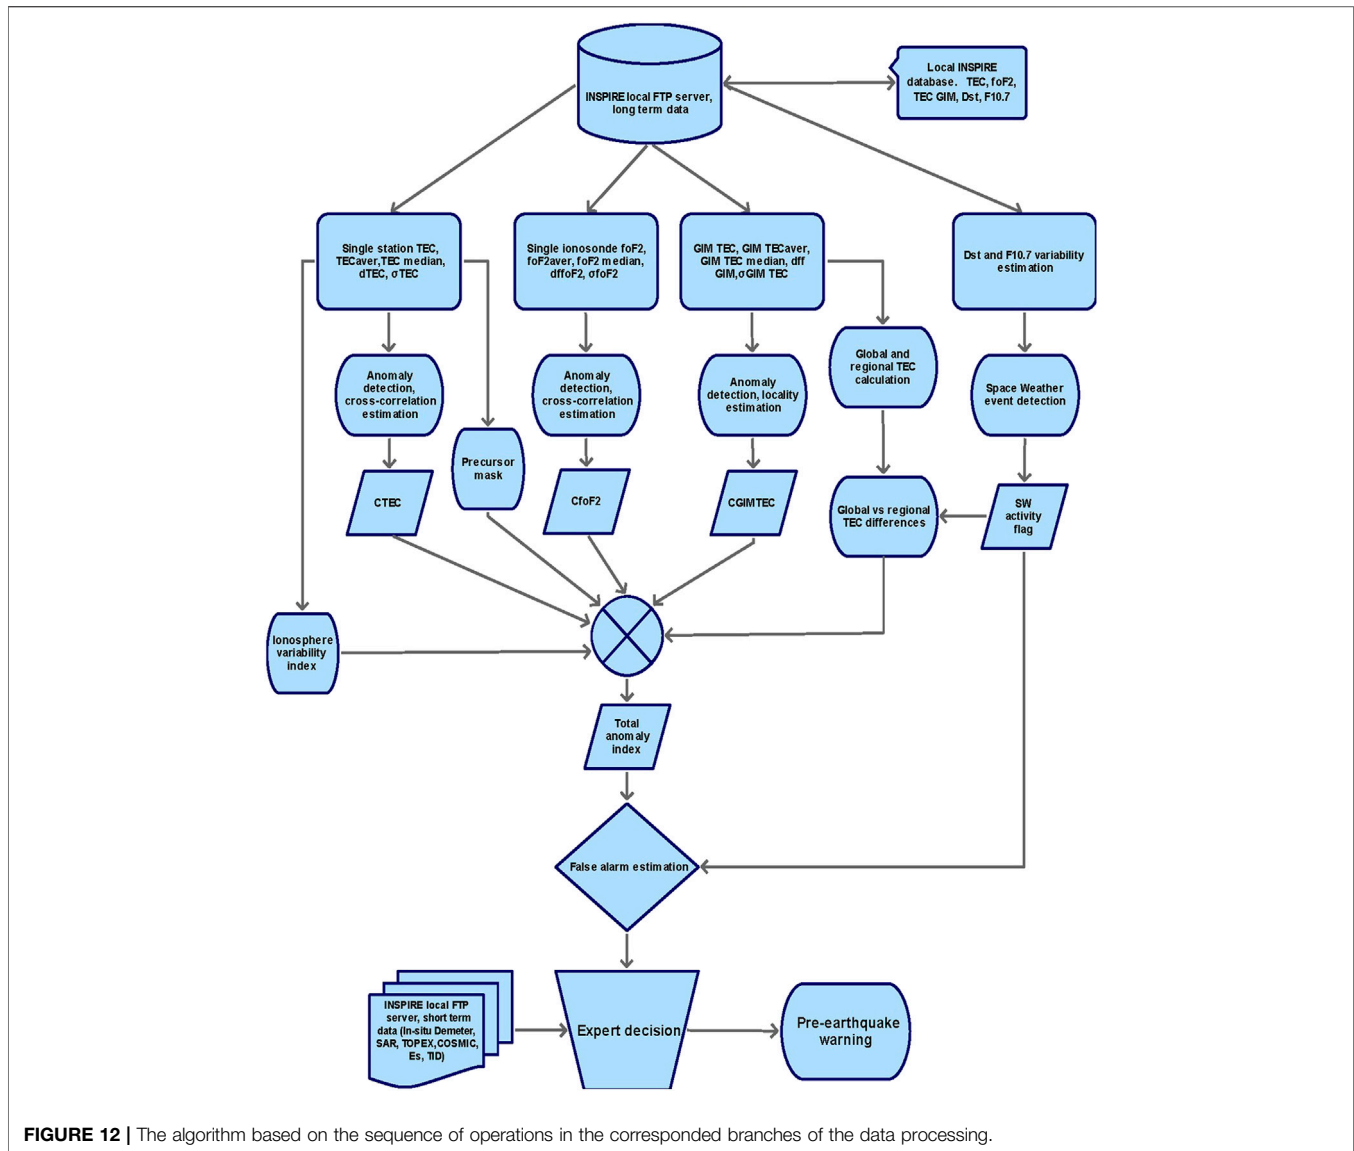 INSPIRE local FTP server,
long term data
Local INSPIRE
database. TEC, foF2,
TEC GIM, Dst, F10.7
Single station TEC,
TECaver,TEC median,
dTEC, σTEC
Single ionosonde foF2,
foF2aver, foF2 median,
dffoF2, σfoF2
GIM TEC, GIM TECaver,
GIM TEC median, dff
GIM,σGIM TEC
Dst and F10.7 variability
estimation
Anomaly
detection,
cross-correlation
estimation
Anomaly
detection,
cross-correlation
estimation
Anomaly
detection, locality
estimation
Global and
regional TEC
calculation
Space Weather
event detection
Precursor
mask
CTEC
CfoF2
CGIMTEC
Global vs regional
TEC differences
SW
activity
flag
Ionosphere
variability
index
Total
anomaly
index
False alarm estimation
INSPIRE local FTP
server, short term
data (In-situ Demeter,
SAR, TOPEX,COSMIC,
Es, TID)
Expert decision
Pre-earthquake
warning
FIGURE 12 | The algorithm based on the sequence of operations in the corresponded branches of the data processing.